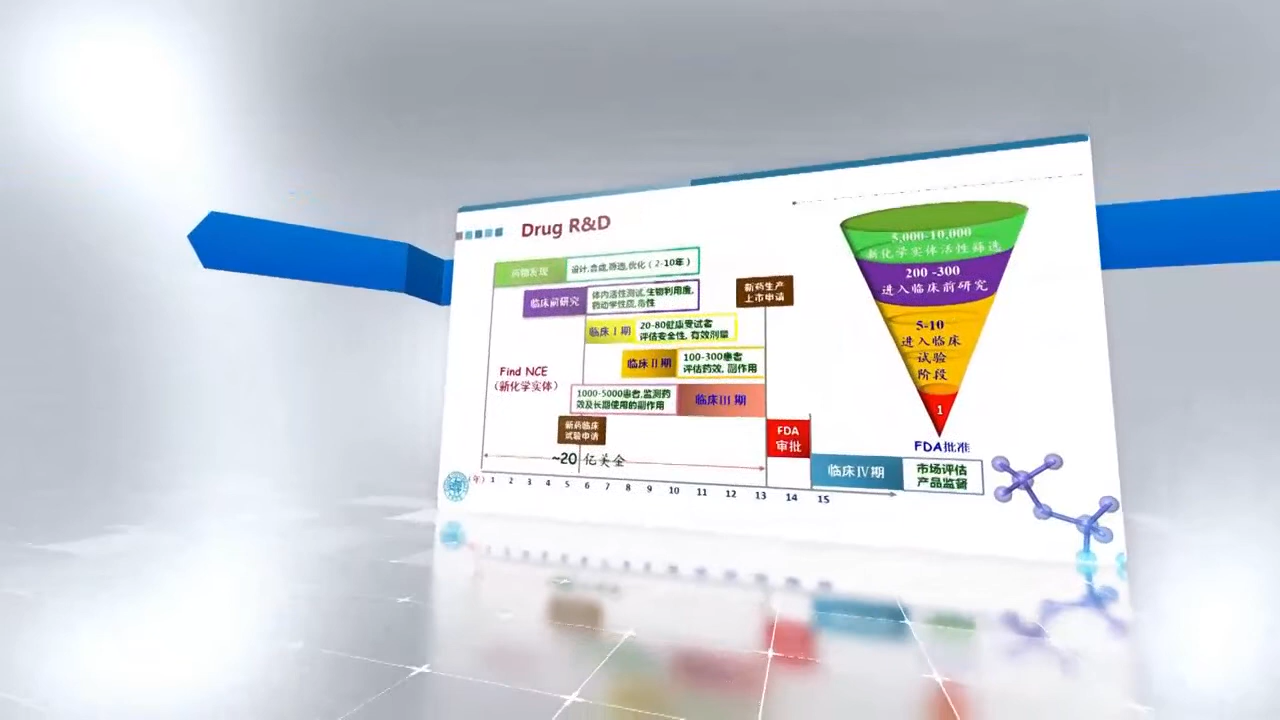 Drug R&D
药物发现
设计,合成,筛选,优化(2-10年)
临床前研究
体内活性测试,生物利用度,
药动学性质,毒性
新药生产
上市申请
临床 I 期
20-80健康受试者
评估安全性, 有效剂量
临床 II 期
100-300患者
评估药效, 副作用
Find NCE
(新化学实体)
1000-5000患者,监测药
效及长期使用的副作用
临床 III 期
新药临床
试验申请
FDA
审批
~20 亿美金
临床 IV 期
市场评估
产品监督
(年) 1 2 3 4 5 6 7 8 9 10 11 12 13 14 15
5,000-10,000
新化学实体活性筛选
200 -300
进入临床前研究
5-10
进入临床
试验
阶段
1
FDA批准